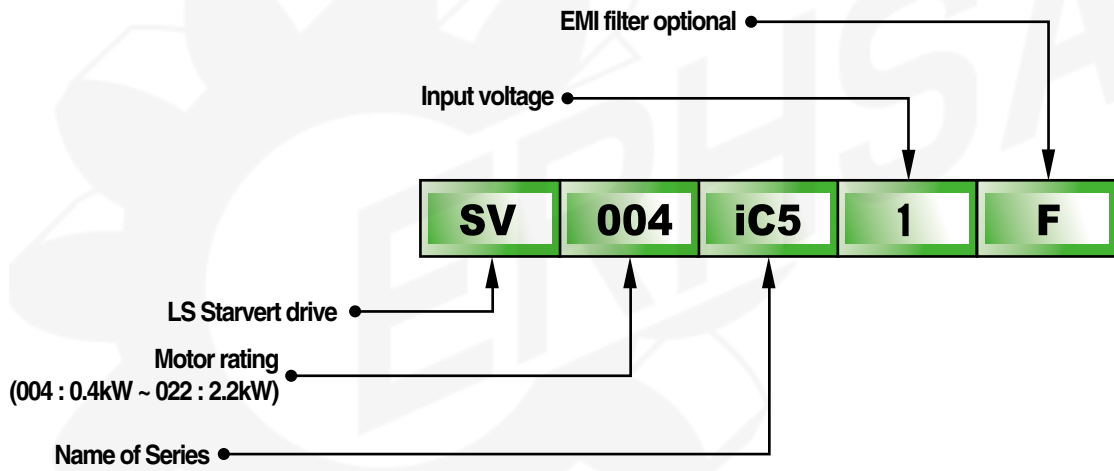 EMI filter optional
Input voltage
SV 004 iC5 1 F
LS Starvert drive
Motor rating
(004 : 0.4kW ~ 022 : 2.2kW)
Name of Series